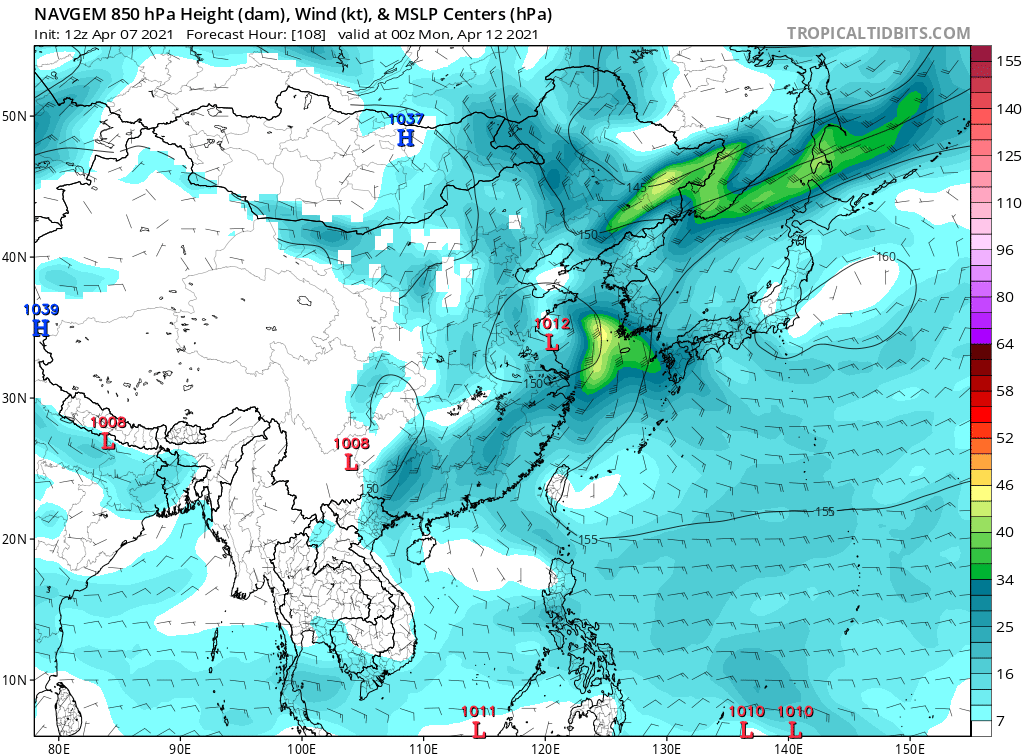 NAVGEM 850 hPa Height (dam), Wind (kt), & MSLP Centers (hPa)
Init: 12z Apr 07 2021 Forecast Hour: [108] valid at 00z Mon, Apr 12 2021
TROPICALTIDBITS.COM
155
140
125
110
96
80
64
58
52
46
40
34
25
16
7
50N
40N
30N
20N
10N
1037
H
145
150
160
1039
H
1012
L
150
1008
L
1008
L
50
155
155
1011
L
1010
L
1010
L
80E
90E
100E
110E
120E
130E
140E
150E